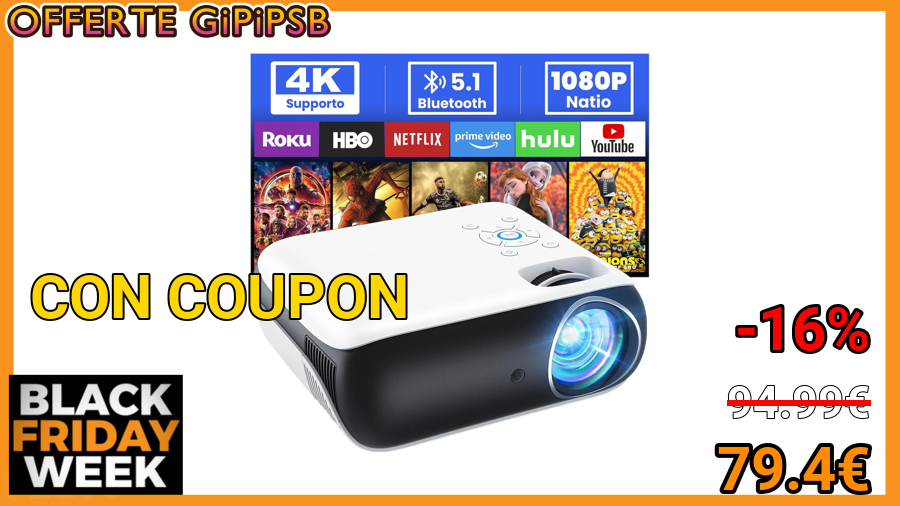 OFFERTE GiPiPSB
4K
Supporto
5.1
Bluetooth
1080P
Natio
ROKU
HBO
NETFLIX
prime video
hulu
YouTube
CON COUPON
-16%
94.99€
79.4€
BLACK
FRIDAY
WEEK